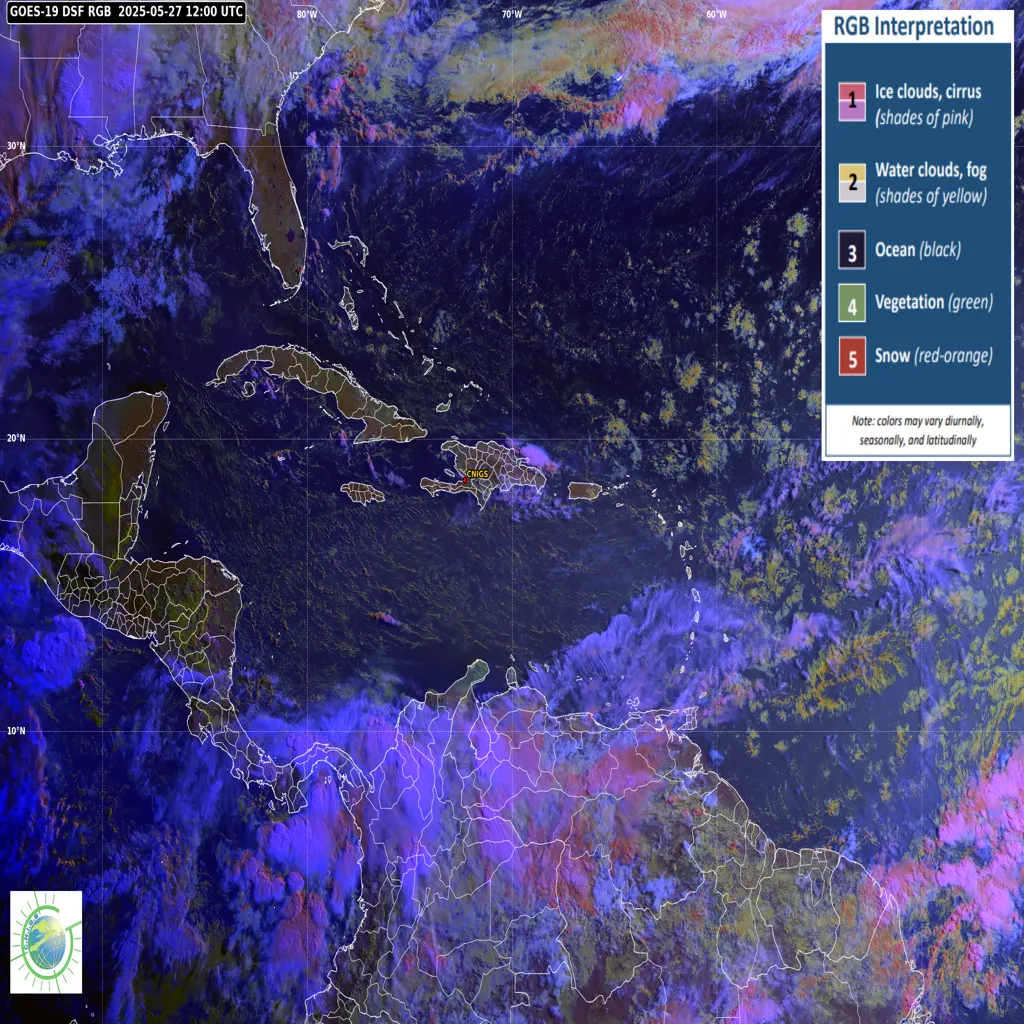 GOES-19 DSF RGB 2025-05-27 12:00 UTC
80°W
70°W
60°W
RGB Interpretation
1
Ice clouds, cirrus
(shades of pink)
2
Water clouds, fog
(shades of yellow)
3
Ocean (black)
4
Vegetation (green)
5
Snow (red-orange)
Note: colors may vary diurnally,
seasonally, and latitudinally
30°N
20°N
CNIGS
10°N